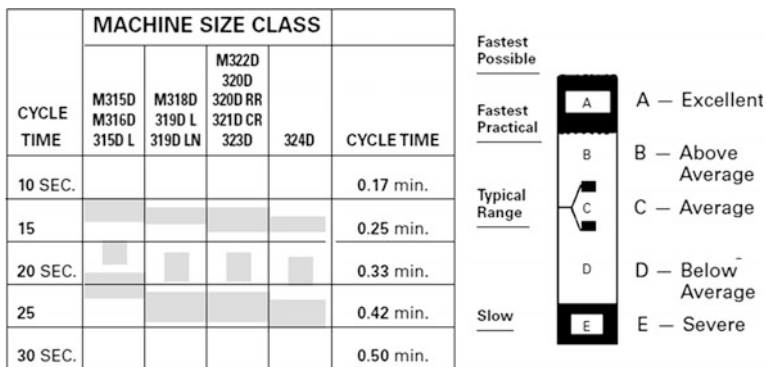 MACHINE SIZE CLASS
CYCLE
TIME
M315D
M316D
315D L
M318D
319D L
319D LN
M322D
320D
320D RR
321D CR
323D
324D
CYCLE TIME
10 SEC.
0.17 min.
15
0.25 min.
20 SEC.
0.33 min.
25
0.42 min.
30 SEC.
0.50 min.
Fastest
Possible
Fastest
Practical
Typical
Range
Slow
A
B
C
D
E
A — Excellent
B — Above
Average
C — Average
D — Below
Average
E — Severe